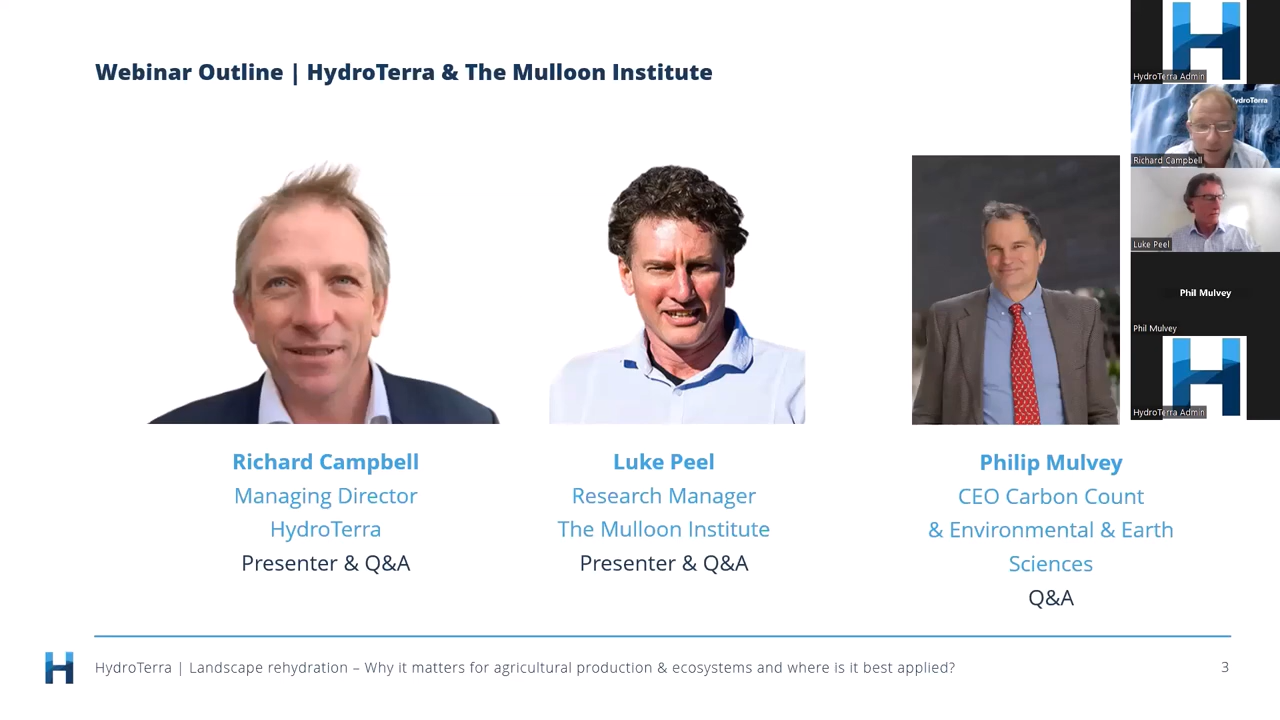 Webinar Outline | HydroTerra & The Mulloon Institute
HydroTerra Admin
HydroTerra
Richard Campbell
Luke Peel
Phil Mulvey
Phil Mulvey
HydroTerra Admin
Richard Campbell
Managing Director
HydroTerra
Presenter & Q&A
Luke Peel
Research Manager
The Mulloon Institute
Presenter & Q&A
Philip Mulvey
CEO Carbon Count
& Environmental & Earth
Sciences
Q&A
HydroTerra | Landscape rehydration – Why it matters for agricultural production & ecosystems and where is it best applied?
3